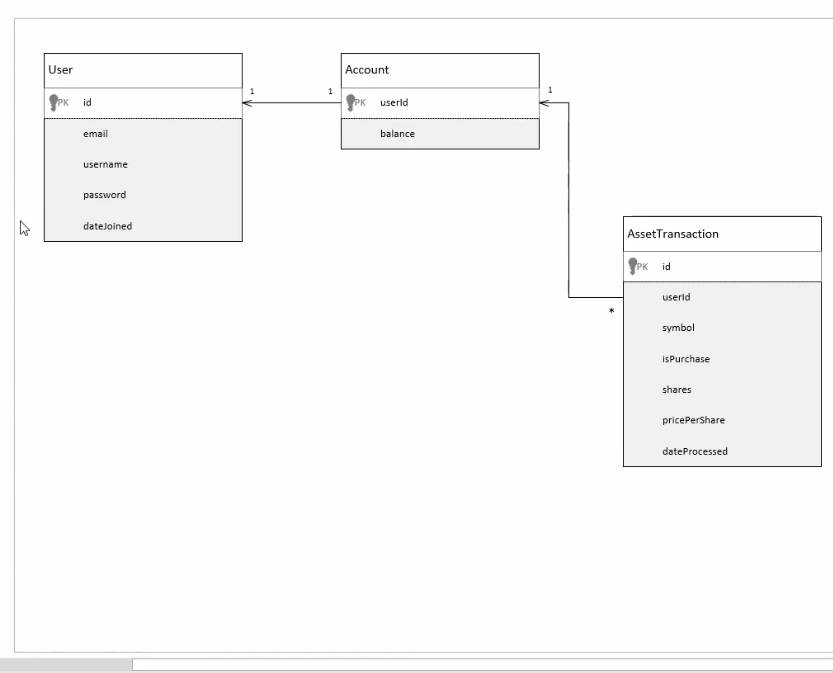 User
1
PK id
email
username
password
dateJoined
1
Account
PK userId
balance
1
AssetTransaction
PK id
*
userId
symbol
isPurchase
shares
pricePerShare
dateProcessed